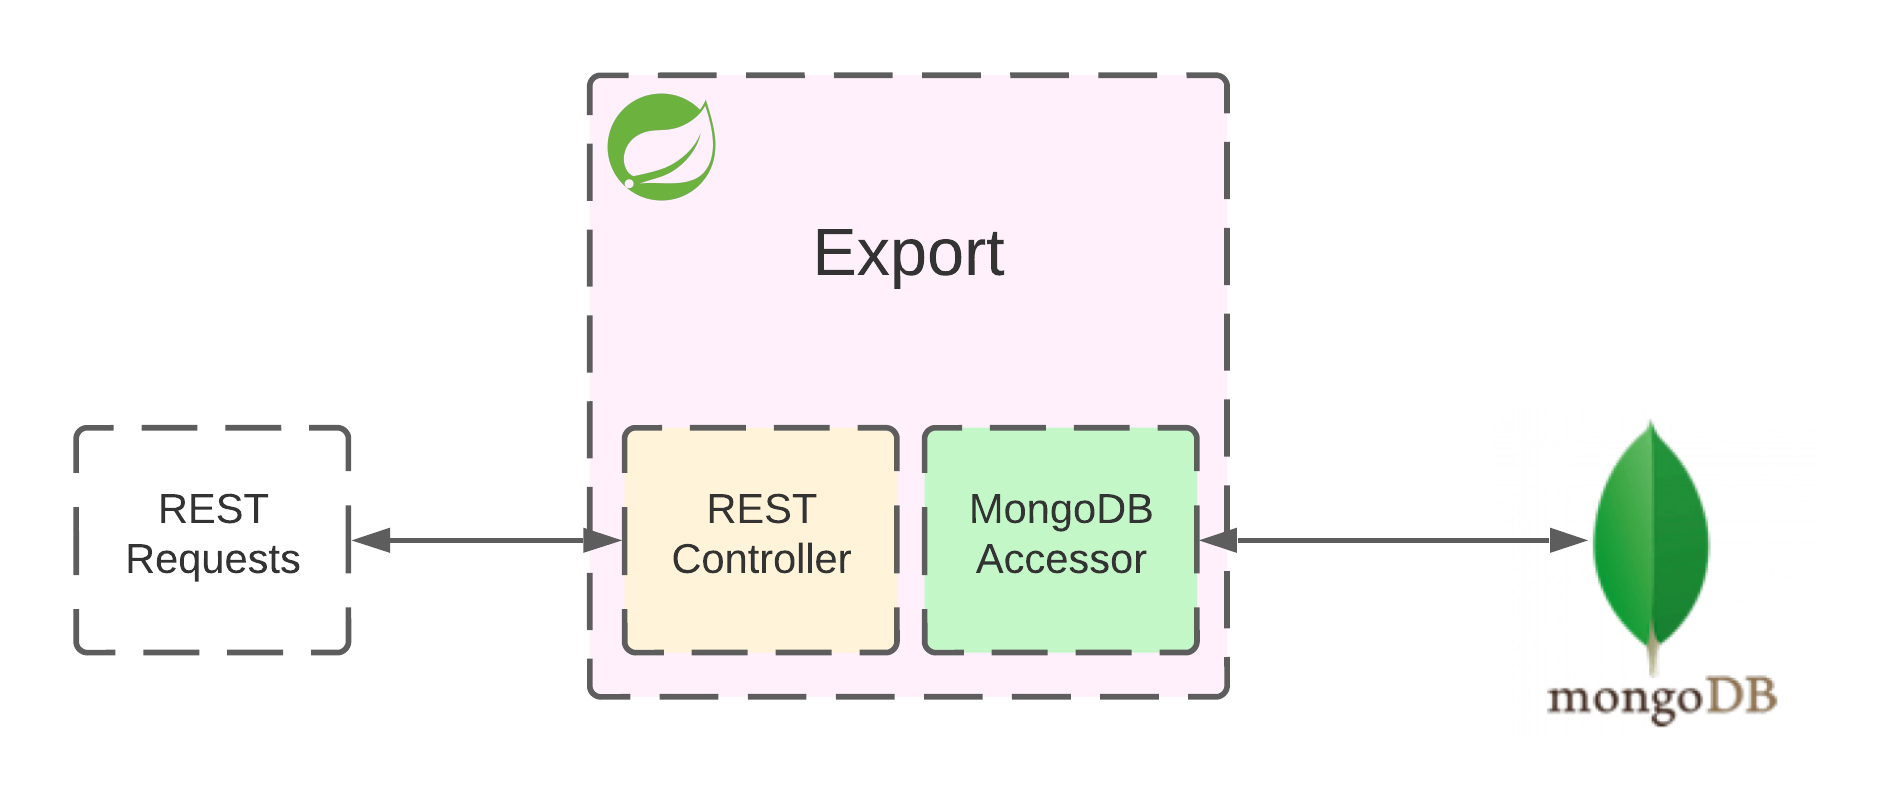 Export
REST
Requests
REST
Controller
MongoDB
Accessor
mongoDB